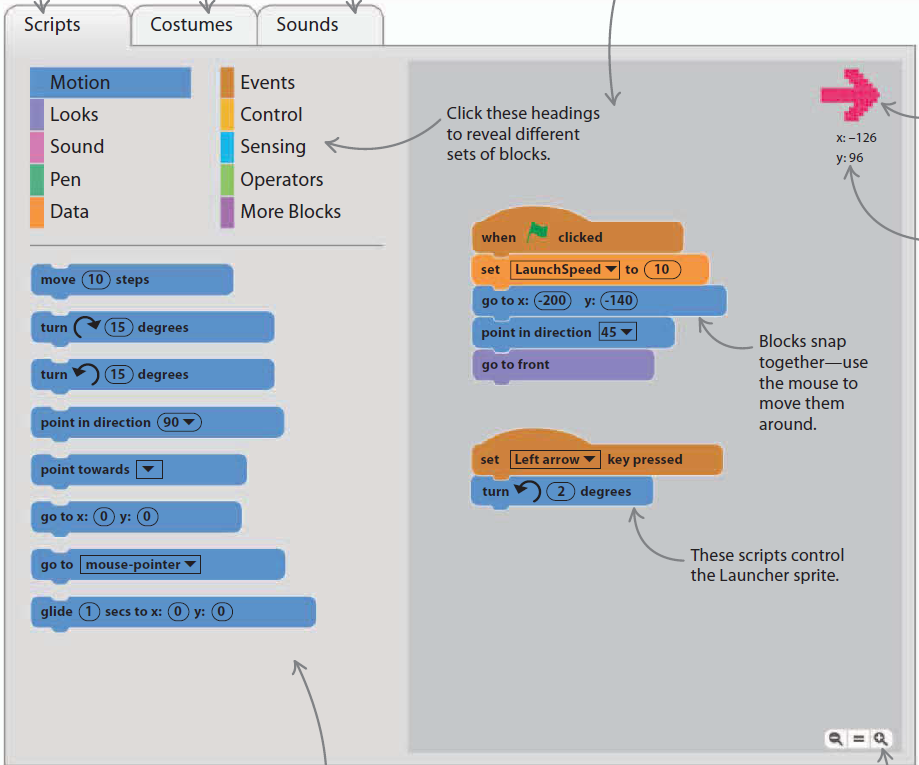 Scripts
Costumes
Sounds
Motion
Looks
Sound
Pen
Data
Events
Control
Sensing
Operators
More Blocks
move 10 steps
turn 15 degrees
turn 15 degrees
point in direction 90
point towards
go to x: 0 y: 0
go to mouse-pointer
glide 1 secs to x: 0 y: 0
Click these headings
to reveal different
sets of blocks.
x: –126
y: 96
when clicked
set LaunchSpeed to 10
go to x: -200 y: -140
point in direction 45
go to front
Blocks snap
together—use
the mouse to
move them
around.
set Left arrow key pressed
turn 2 degrees
These scripts control
the Launcher sprite.